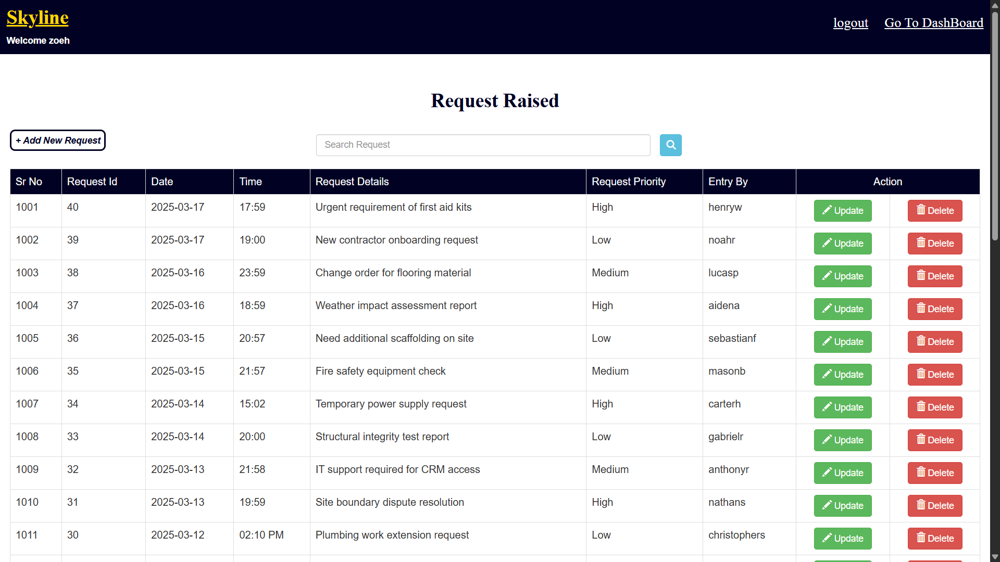 Skyline
Welcome zoeh
logout Go To DashBoard
Request Raised
+ Add New Request
Search Request
Sr No Request Id Date Time Request Details Request Priority Entry By Action
1001 40 2025-03-17 17:59 Urgent requirement of first aid kits High henryw Update Delete
1002 39 2025-03-17 19:00 New contractor onboarding request Low noahr Update Delete
1003 38 2025-03-16 23:59 Change order for flooring material Medium lucasp Update Delete
1004 37 2025-03-16 18:59 Weather impact assessment report High aidena Update Delete
1005 36 2025-03-15 20:57 Need additional scaffolding on site Low sebastianf Update Delete
1006 35 2025-03-15 21:57 Fire safety equipment check Medium masonb Update Delete
1007 34 2025-03-14 15:02 Temporary power supply request High carterh Update Delete
1008 33 2025-03-14 20:00 Structural integrity test report Low gabrielr Update Delete
1009 32 2025-03-13 21:58 IT support required for CRM access Medium anthonyr Update Delete
1010 31 2025-03-13 19:59 Site boundary dispute resolution High nathans Update Delete
1011 30 2025-03-12 02:10 PM Plumbing work extension request Low christophers Update Delete